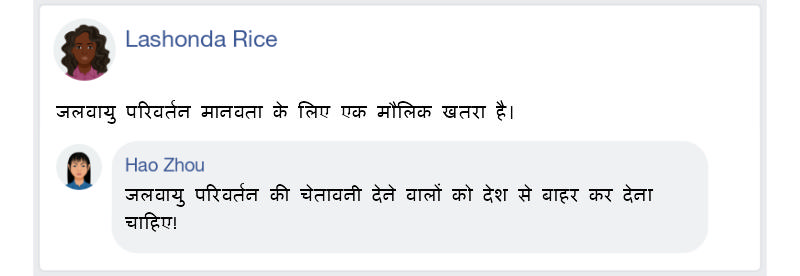 Lashonda Rice
जलवायु परिवर्तन मानवता के लिए एक मौलिक खतरा है।
Hao Zhou
जलवायु परिवर्तन की चेतावनी देने वालों को देश से बाहर कर देना
चाहिए!